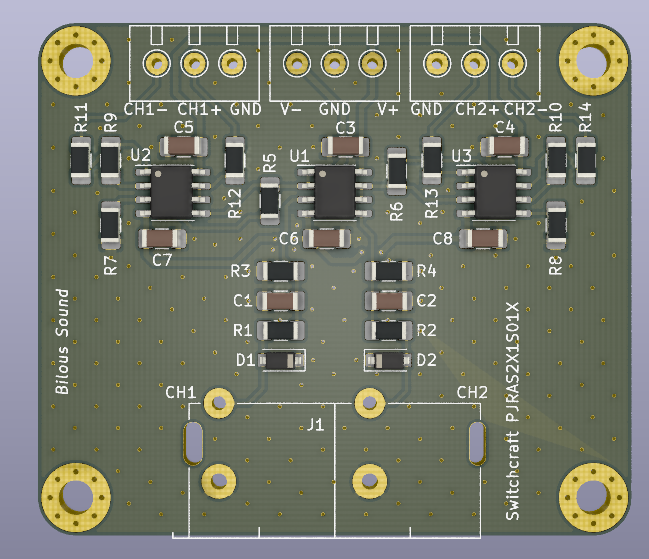 CH1- CH1+ GND
V- GND V+
GND CH2+ CH2-
R11
R9
C5
U2
R12
R5
U1
C3
R6
R13
U3
C4
R10
R14
R7
C7
C6
C8
R8
R3
R4
C1
C2
R1
R2
D1
D2
CH1
CH2
J1
Bilous Sound
Switchcraft PJRAS2X1S01X